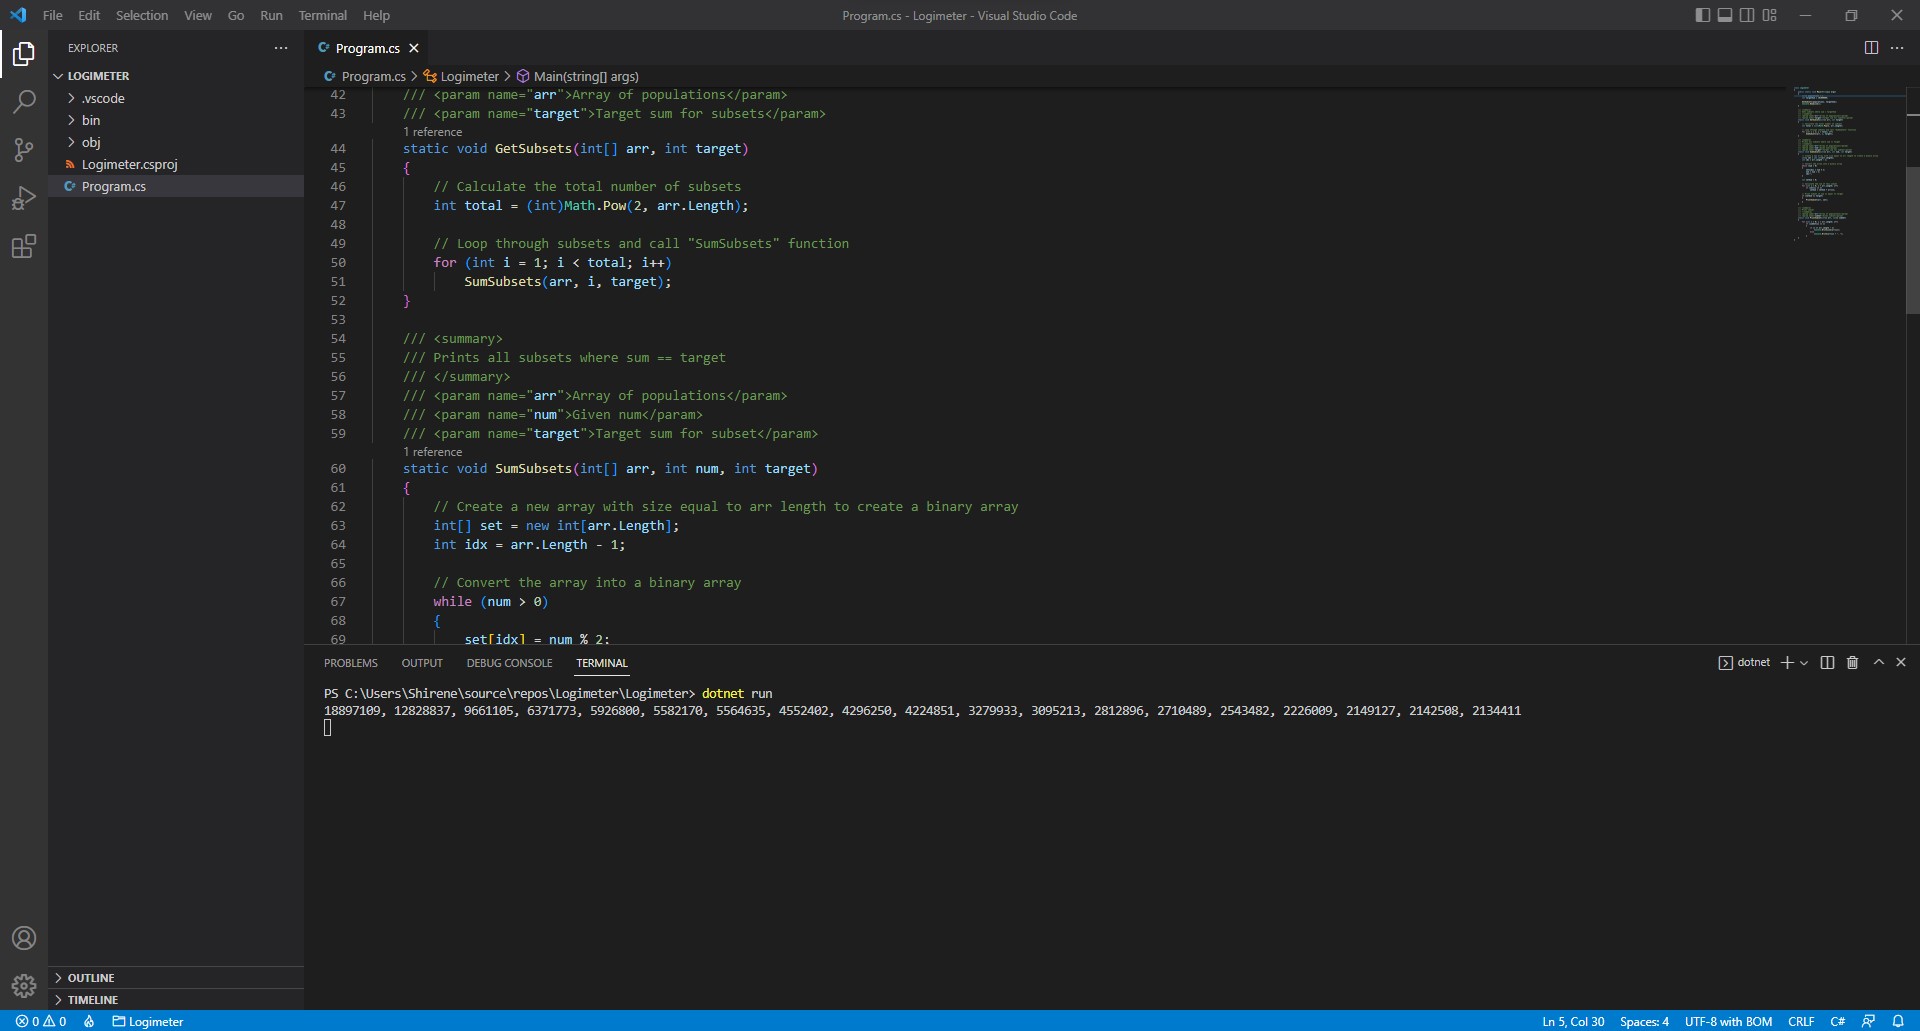 File Edit Selection View Go Run Terminal Help
Program.cs - Logimeter - Visual Studio Code
EXPLORER
LOGIMETER
.vscode
bin
obj
Logimeter.csproj
Program.cs
OUTLINE
TIMELINE
Program.cs
Program.cs > Logimeter > Main(string[] args)
42 /// <param name="arr">Array of populations</param>
43 /// <param name="target">Target sum for subsets</param>
1 reference
44 static void GetSubsets(int[] arr, int target)
45 {
46 // Calculate the total number of subsets
47 int total = (int)Math.Pow(2, arr.Length);
48
49 // Loop through subsets and call "SumSubsets" function
50 for (int i = 1; i < total; i++)
51 SumSubsets(arr, i, target);
52 }
53
54 /// <summary>
55 /// Prints all subsets where sum == target
56 /// </summary>
57 /// <param name="arr">Array of populations</param>
58 /// <param name="num">Given num</param>
59 /// <param name="target">Target sum for subset</param>
1 reference
60 static void SumSubsets(int[] arr, int num, int target)
61 {
62 // Create a new array with size equal to arr length to create a binary array
63 int[] set = new int[arr.Length];
64 int idx = arr.Length - 1;
65
66 // Convert the array into a binary array
67 while (num > 0)
68 {
69 set[idx] = num % 2;
PROBLEMS OUTPUT DEBUG CONSOLE TERMINAL
dotnet
PS C:\Users\Shirene\source\repos\Logimeter\Logimeter> dotnet run
18897109, 12828837, 9661105, 6371773, 5926800, 5582170, 5564635, 4552402, 4296250, 4224851, 3279933, 3095213, 2812896, 2710489, 2543482, 2226009, 2149127, 2142508, 2134411
0 0 Logimeter
Ln 5, Col 30 Spaces: 4 UTF-8 with BOM CRLF C#